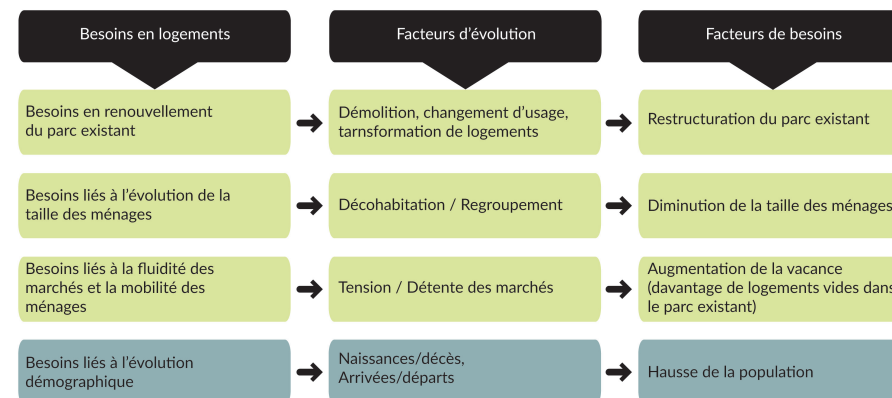 Besoins en logements
Facteurs d'évolution
Facteurs de besoins
Besoins en renouvellement
du parc existant
Démolition, changement d'usage,
tarnsformation de logements
Restructuration du parc existant
Besoins liés à l'évolution de la
taille des ménages
Décohabitation / Regroupement
Diminution de la taille des ménages
Besoins liés à la fluidité des
marchés et la mobilité des
ménages
Tension / Détente des marchés
Augmentation de la vacance
(davantage de logements vides dans
le parc existant)
Besoins liés à l'évolution
démographique
Naissances/décès,
Arrivées/départs
Hausse de la population